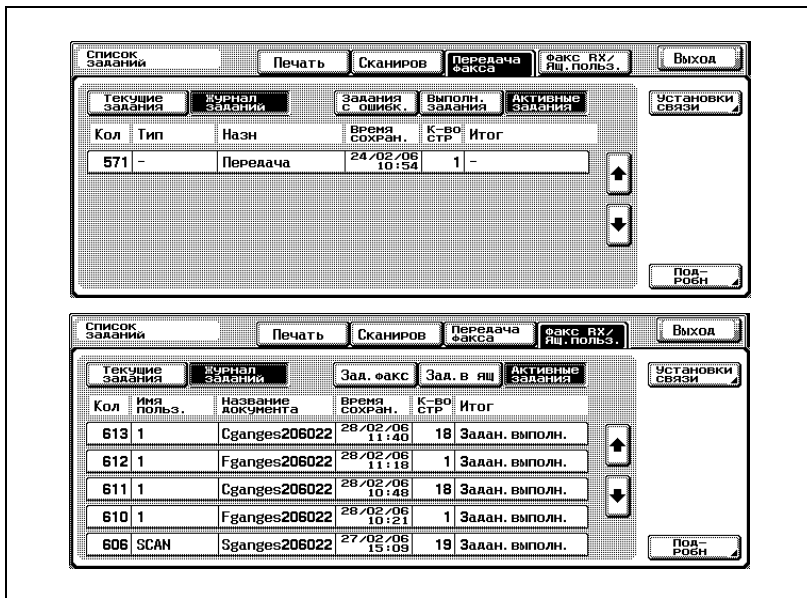 Список
заданий
Печать
Сканиров
Передача
факса
Факс RX/
Ящ.польз.
Выход
Текущие
задания
Журнал
заданий
Задания
с ошибк.
Выполн.
задания
Активные
задания
Установки
связи
Кол Тип Назн Время
сохран. К-во
стр Итог
571 – Передача 24/02/06
10:54 1 –
Под-
робн
Список
заданий
Печать
Сканиров
Передача
факса
Факс RX/
Ящ.польз.
Выход
Текущие
задания
Журнал
заданий
Зад.факс
Зад.в ящ
Активные
задания
Установки
связи
Кол Имя
польз. Название
документа Время
сохран. К-во
стр Итог
613 1 Cganges206022 28/02/06
11:40 18 Задан.выполн.
612 1 Fganges206022 28/02/06
11:18 1 Задан.выполн.
611 1 Cganges206022 28/02/06
10:48 18 Задан.выполн.
610 1 Fganges206022 28/02/06
10:21 1 Задан.выполн.
606 SCAN Sganges206022 27/02/06
15:09 19 Задан.выполн.
Под-
робн